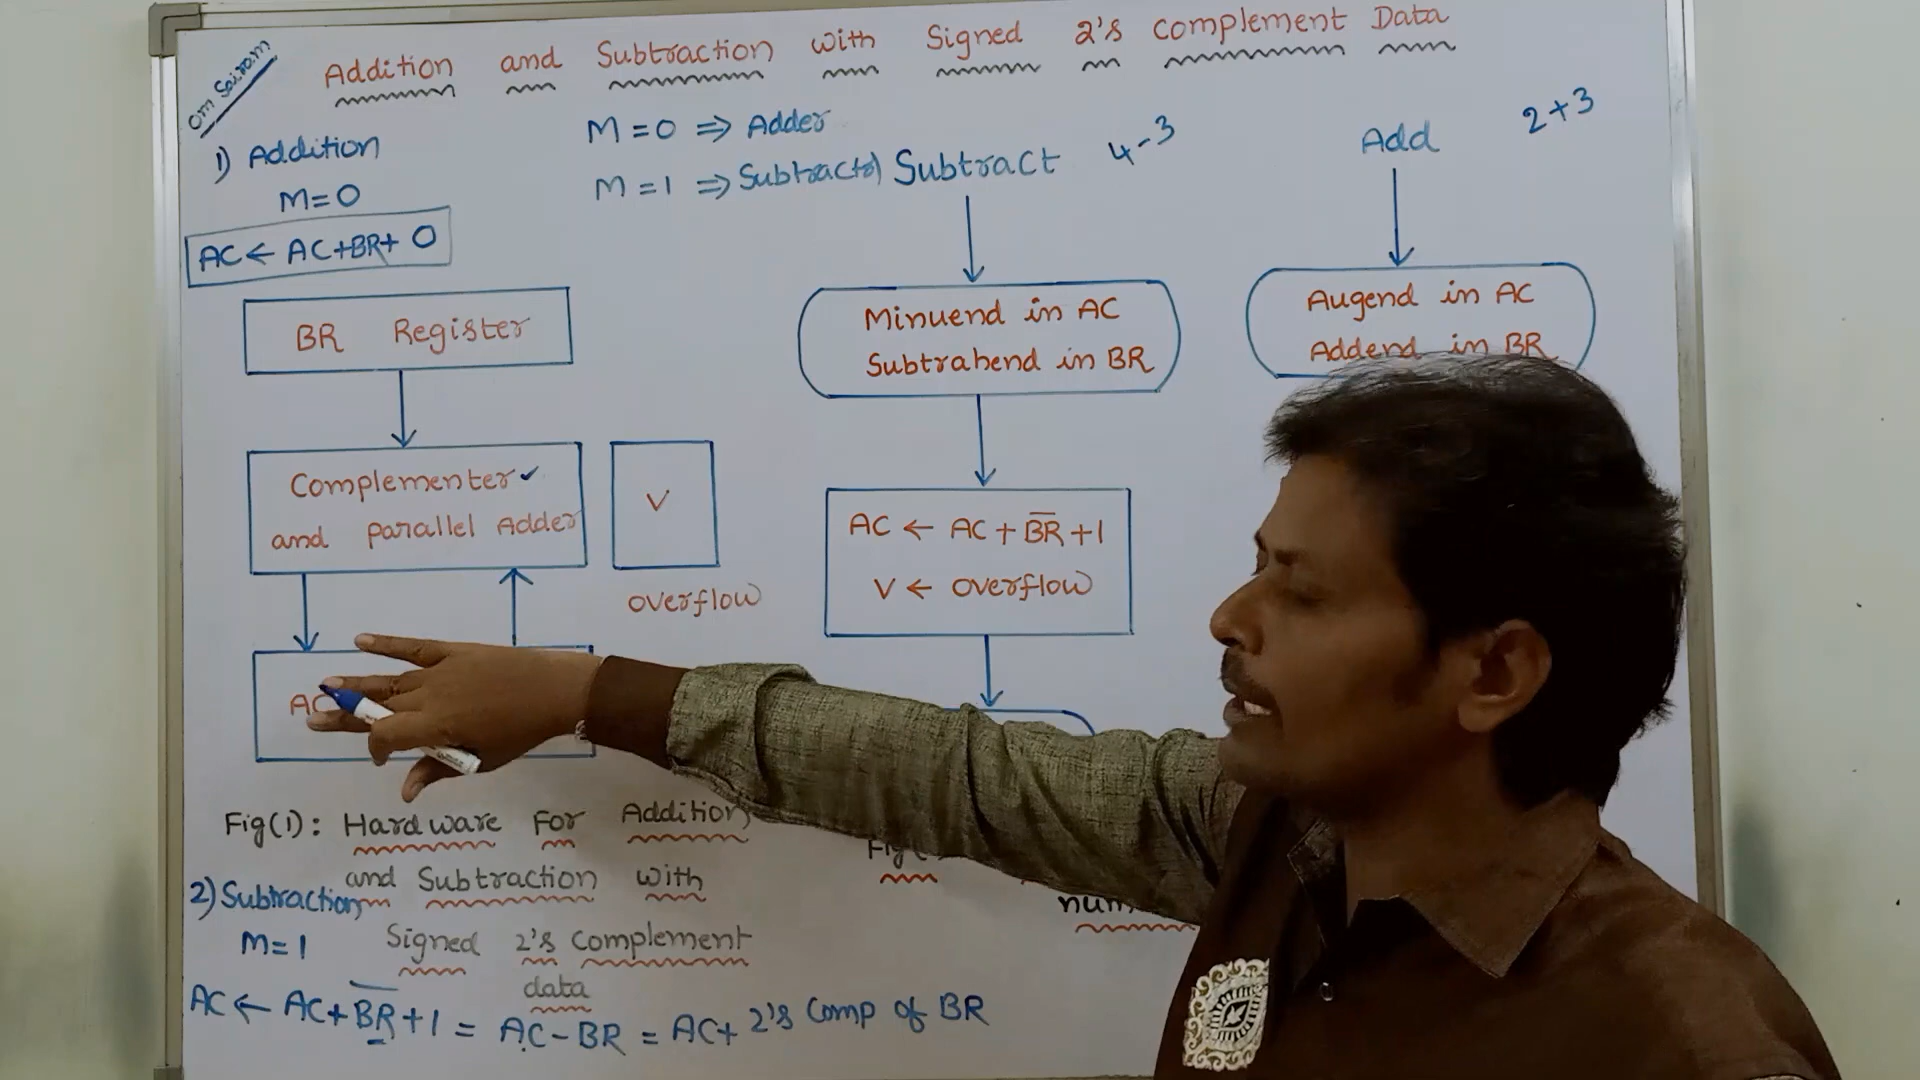 Om Sairam
Addition and Subtraction with Signed 2's complement Data
1) Addition
M=0
AC ← AC+BR+ 0
M=0 ⇒ Adder
M=1 ⇒ Subtractor
Subtract
4-3
Add
2+3
BR Register
Complementer ✓
and parallel Adder
V
overflow
AC
Minuend in AC
Subtrahend in BR
AC ← AC + B̅R̅ +1
V ← overflow
Augend in AC
Addend in BR
Fig(1): Hardware For Addition
and Subtraction with
Signed 2's complement
data
2) Subtraction
M=1
AC ← AC+B̅R̅+1 = AC-BR = AC+ 2's Comp of BR